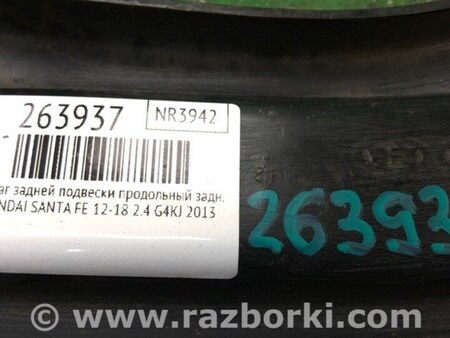 263937
NR3942
аг задней подвески продольный задн.
NDAI SANTA FE 12-18 2.4 G4KJ 2013
26393
www.razborki.com